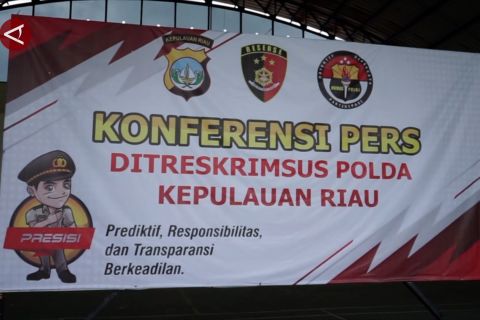 KEPULAUAN RIAU
RESERSE
KONFERENSI PERS
DITRESKRIMSUS POLDA
KEPULAUAN RIAU
PRESISI
Prediktif, Responsibilitas,
dan Transparansi
Berkeadilan.